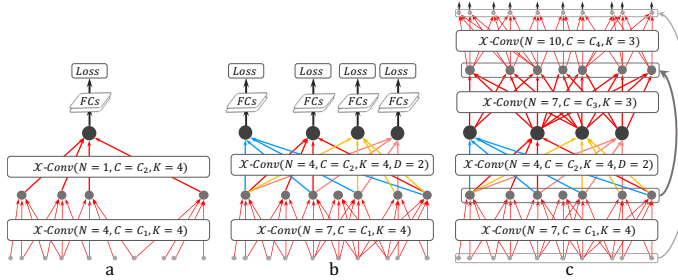 Loss
FCs
𝒳-Conv(N = 1, C = C₂, K = 4)
𝒳-Conv(N = 4, C = C₁, K = 4)
a
Loss Loss Loss Loss
FCs FCs FCs FCs
𝒳-Conv(N = 4, C = C₂, K = 4, D = 2)
𝒳-Conv(N = 7, C = C₁, K = 4)
b
𝒳-Conv(N = 10, C = C₄, K = 3)
𝒳-Conv(N = 7, C = C₃, K = 3)
𝒳-Conv(N = 4, C = C₂, K = 4, D = 2)
𝒳-Conv(N = 7, C = C₁, K = 4)
c